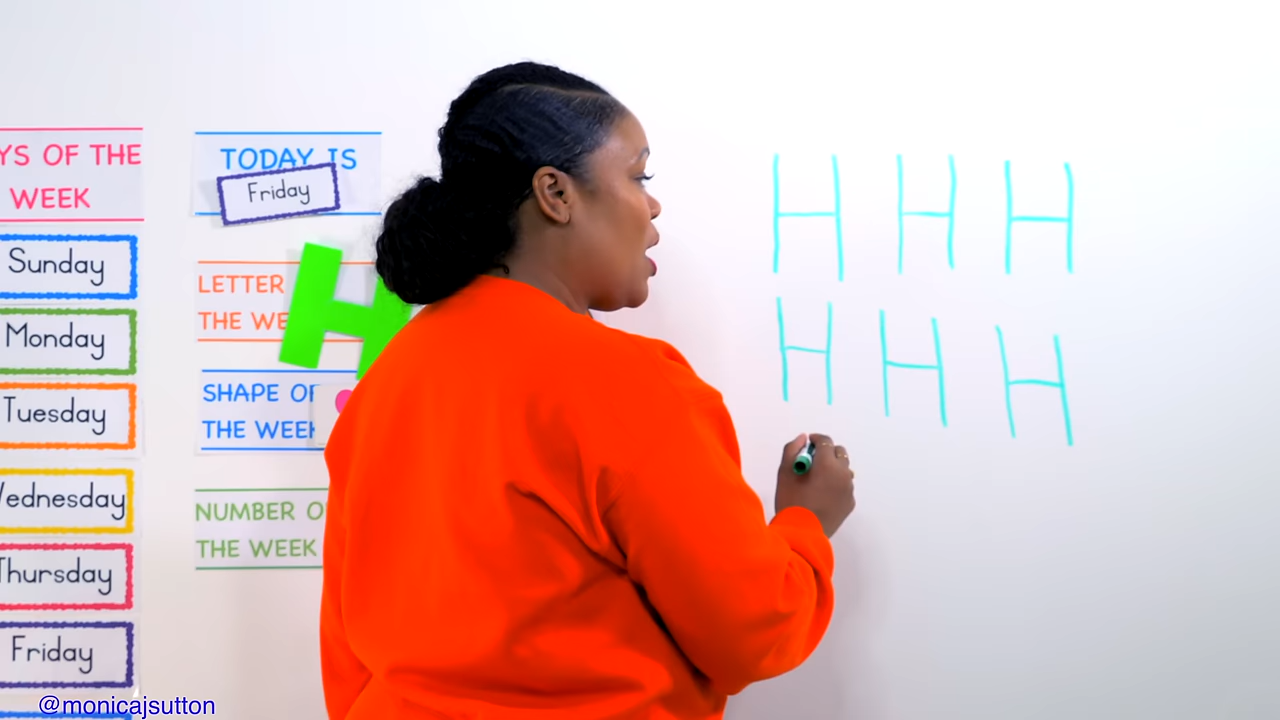 YS OF THE
WEEK
Sunday
Monday
Tuesday
Wednesday
Thursday
Friday
TODAY IS
Friday
LETTER
THE WE
H
SHAPE OF
THE WEEK
NUMBER O
THE WEEK
H H H
H H H
@monicajsutton